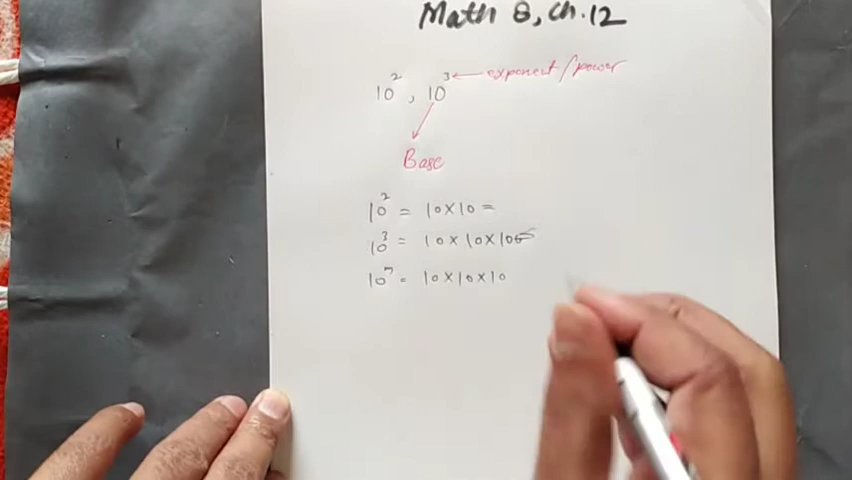 Math 8, ch.12
10², 10³ ← exponent/power
Base
10² = 10×10 =
10³ = 10×10×10=
10⁷ = 10×10×10